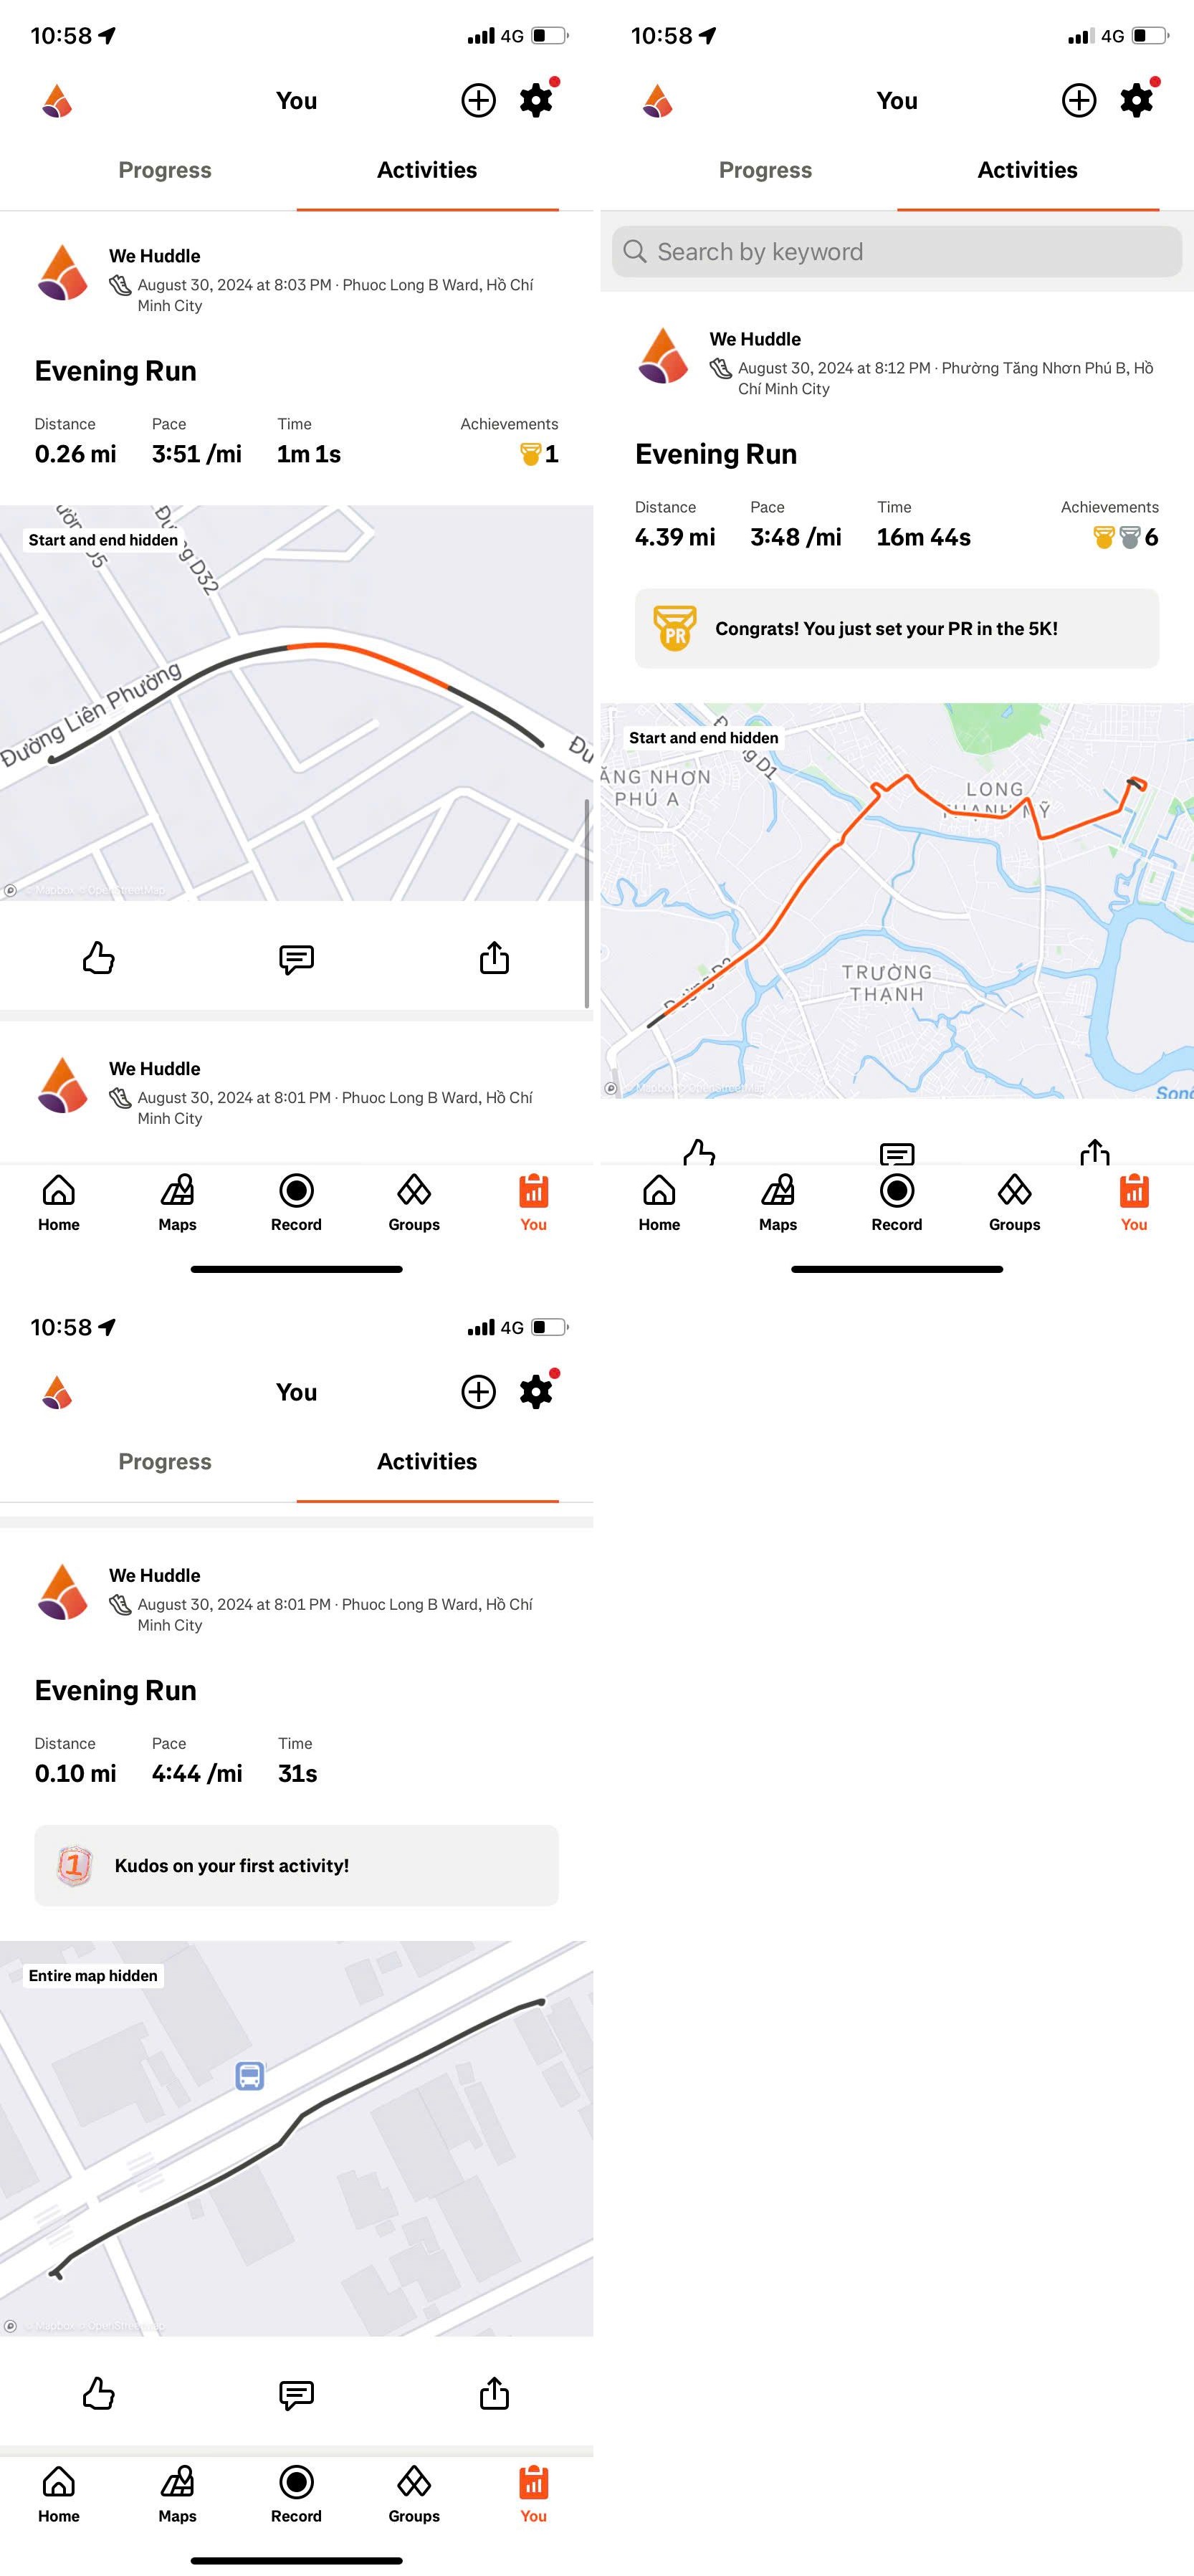 10:58
4G
You
Progress
Activities
We Huddle
August 30, 2024 at 8:03 PM · Phuoc Long B Ward, Hồ Chí
Minh City
Evening Run
Distance
Pace
Time
Achievements
0.26 mi
3:51 /mi
1m 1s
1
Start and end hidden
Đường Liên Phường
© Mapbox © OpenStreetMap
We Huddle
August 30, 2024 at 8:01 PM · Phuoc Long B Ward, Hồ Chí
Minh City
Home
Maps
Record
Groups
You
10:58
4G
You
Progress
Activities
Search by keyword
We Huddle
August 30, 2024 at 8:12 PM · Phường Tăng Nhơn Phú B, Hồ
Chí Minh City
Evening Run
Distance
Pace
Time
Achievements
4.39 mi
3:48 /mi
16m 44s
6
PR
Congrats! You just set your PR in the 5K!
Start and end hidden
ĂNG NHƠN
PHÚ A
LONG
THẠNH MỸ
TRƯỜNG
THẠNH
Home
Maps
Record
Groups
You
10:58
4G
You
Progress
Activities
We Huddle
August 30, 2024 at 8:01 PM · Phuoc Long B Ward, Hồ Chí
Minh City
Evening Run
Distance
Pace
Time
0.10 mi
4:44 /mi
31s
1
Kudos on your first activity!
Entire map hidden
© Mapbox © OpenStreetMap
Home
Maps
Record
Groups
You